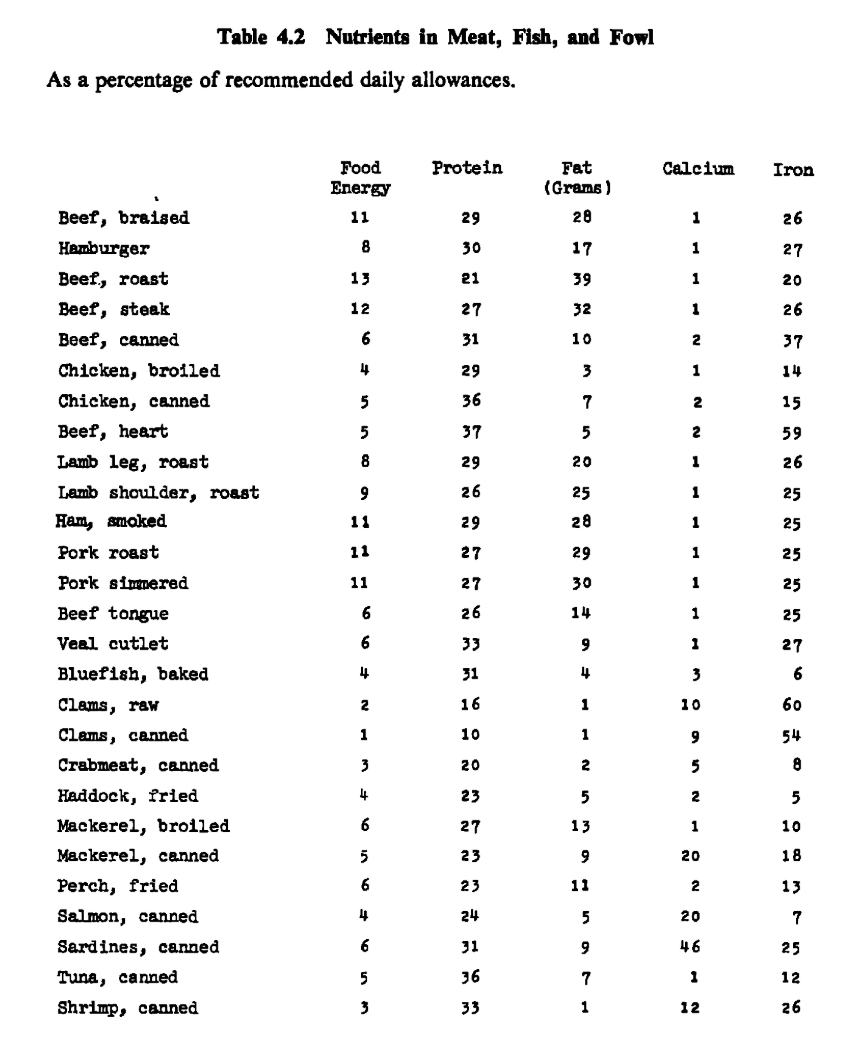 Table 4.2 Nutrients in Meat, Fish, and Fowl
As a percentage of recommended daily allowances.
Food Energy Protein Fat (Grams) Calcium Iron
Beef, braised 11 29 28 1 26
Hamburger 8 30 17 1 27
Beef, roast 13 21 39 1 20
Beef, steak 12 27 32 1 26
Beef, canned 6 31 10 2 37
Chicken, broiled 4 29 3 1 14
Chicken, canned 5 36 7 2 15
Beef, heart 5 37 5 2 59
Lamb leg, roast 8 29 20 1 26
Lamb shoulder, roast 9 26 25 1 25
Ham, smoked 11 29 28 1 25
Pork roast 11 27 29 1 25
Pork simmered 11 27 30 1 25
Beef tongue 6 26 14 1 25
Veal cutlet 6 33 9 1 27
Bluefish, baked 4 31 4 3 6
Clams, raw 2 16 1 10 60
Clams, canned 1 10 1 9 54
Crabmeat, canned 3 20 2 5 8
Haddock, fried 4 23 5 2 5
Mackerel, broiled 6 27 13 1 10
Mackerel, canned 5 23 9 20 18
Perch, fried 6 23 11 2 13
Salmon, canned 4 24 5 20 7
Sardines, canned 6 31 9 46 25
Tuna, canned 5 36 7 1 12
Shrimp, canned 3 33 1 12 26